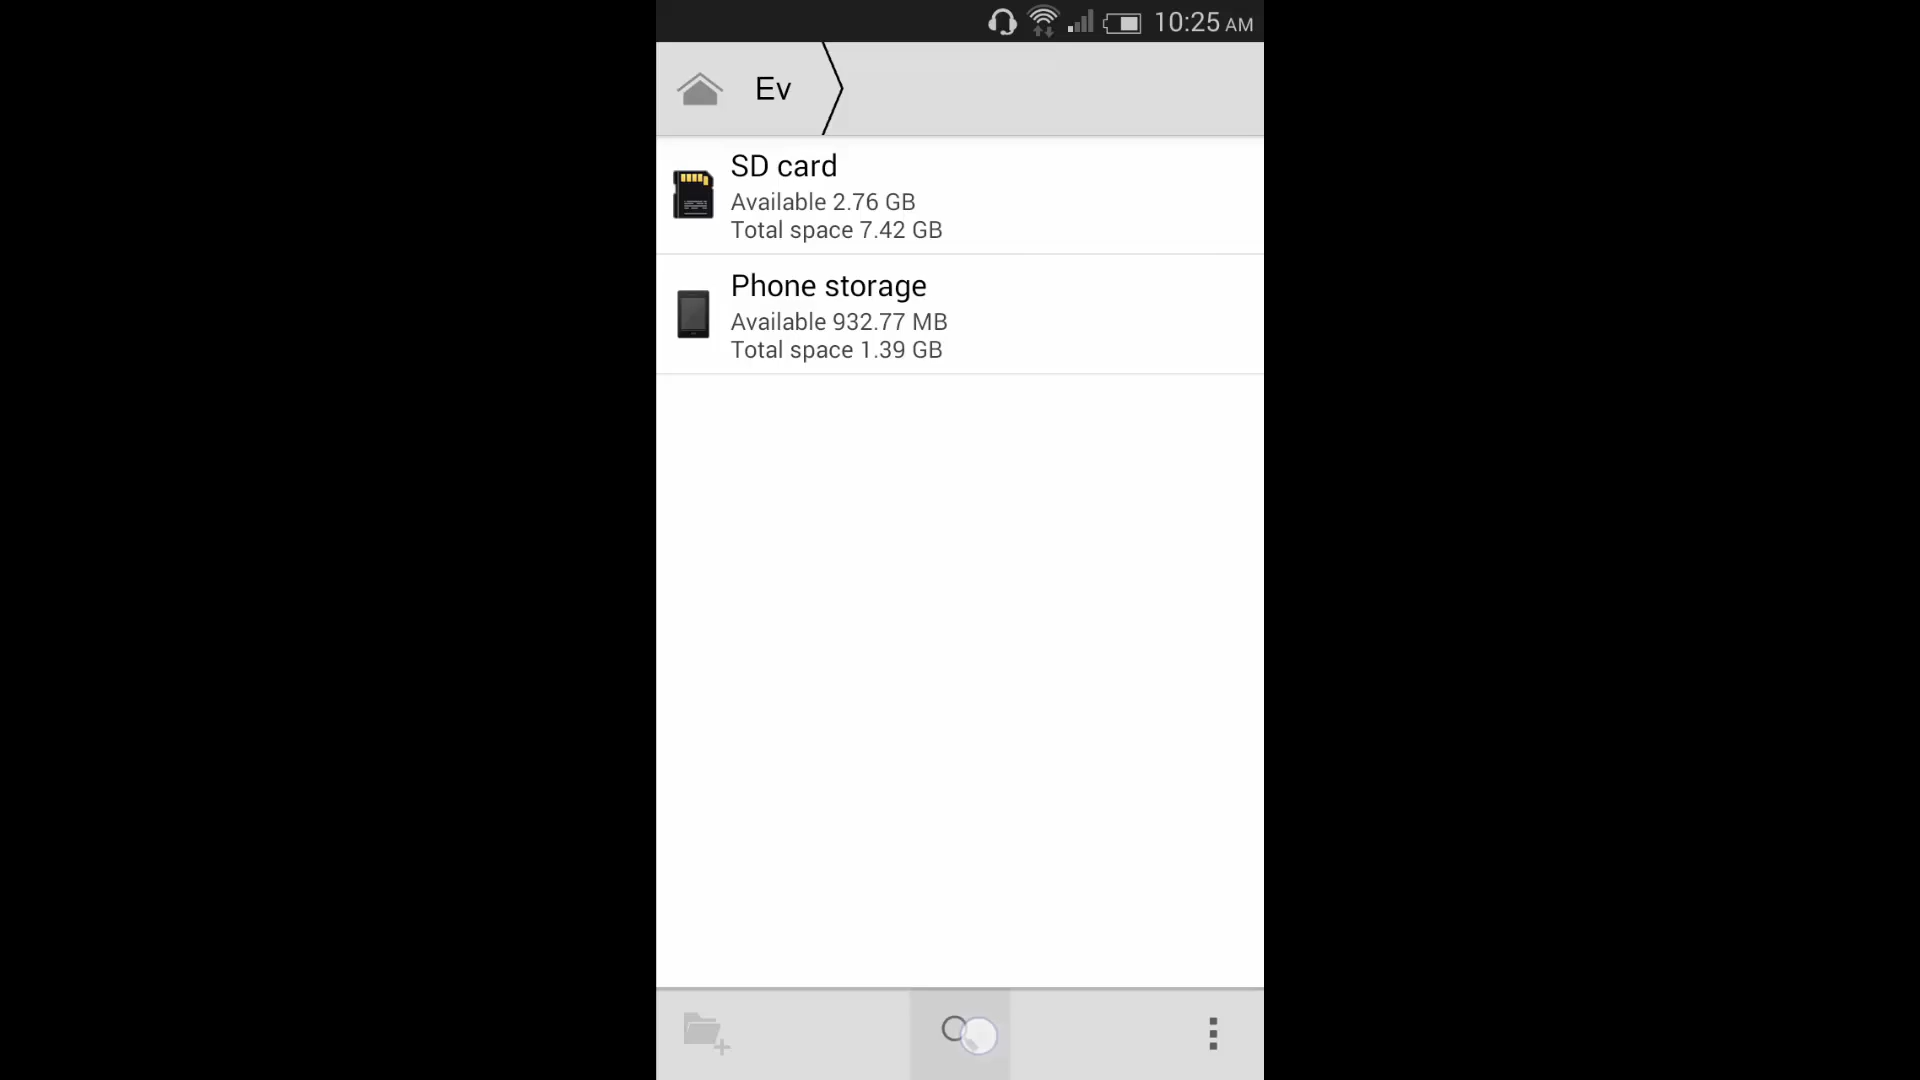 10:25 AM
Ev
SD card
Available 2.76 GB
Total space 7.42 GB
Phone storage
Available 932.77 MB
Total space 1.39 GB